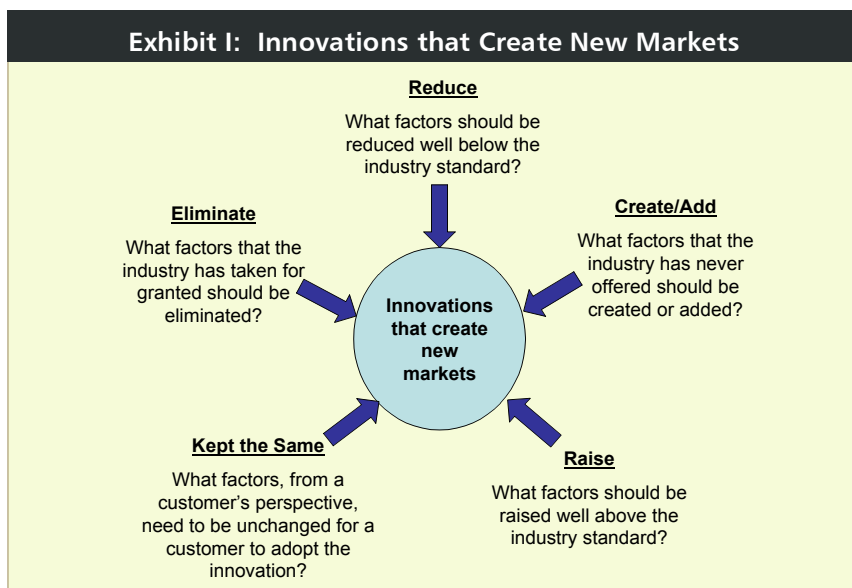 Exhibit I: Innovations that Create New Markets
Reduce
What factors should be
reduced well below the
industry standard?
Eliminate
What factors that the
industry has taken for
granted should be
eliminated?
Create/Add
What factors that the
industry has never
offered should be
created or added?
Innovations
that create
new
markets
Kept the Same
What factors, from a
customer's perspective,
need to be unchanged for a
customer to adopt the
innovation?
Raise
What factors should be
raised well above the
industry standard?